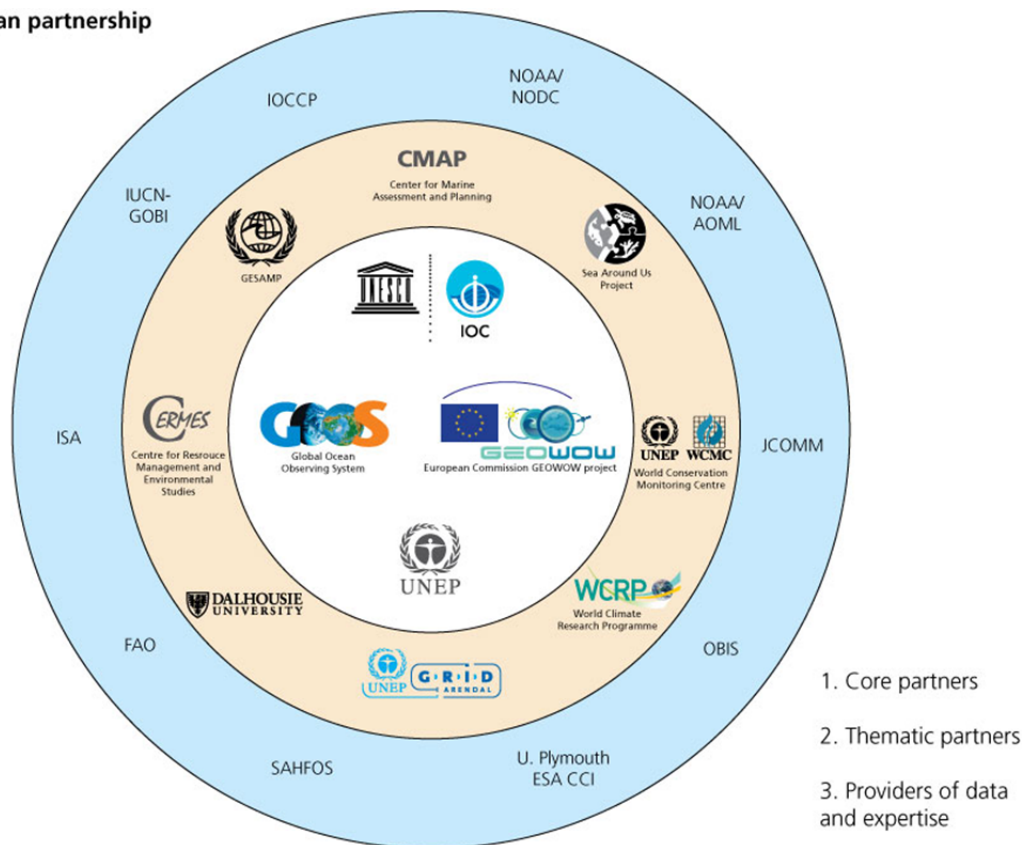 an partnership
NOAA/
NODC
IOCCP
CMAP
Center for Marine
Assessment and Planning
IUCN-
GOBI
NOAA/
AOML
GESAMP
Sea Around Us
Project
UNESCO
IOC
ISA
CERMES
Centre for Resrouce
Management and
Environmental
Studies
GOOS
Global Ocean
Observing System
GEOWOW
European Commission GEOWOW project
UNEP WCMC
World Conservation
Monitoring Centre
JCOMM
UNEP
DALHOUSIE
UNIVERSITY
WCRP
World Climate
Research Programme
FAO
OBIS
UNEP
GRID
ARENDAL
SAHFOS
U. Plymouth
ESA CCI
1. Core partners
2. Thematic partners
3. Providers of data
and expertise